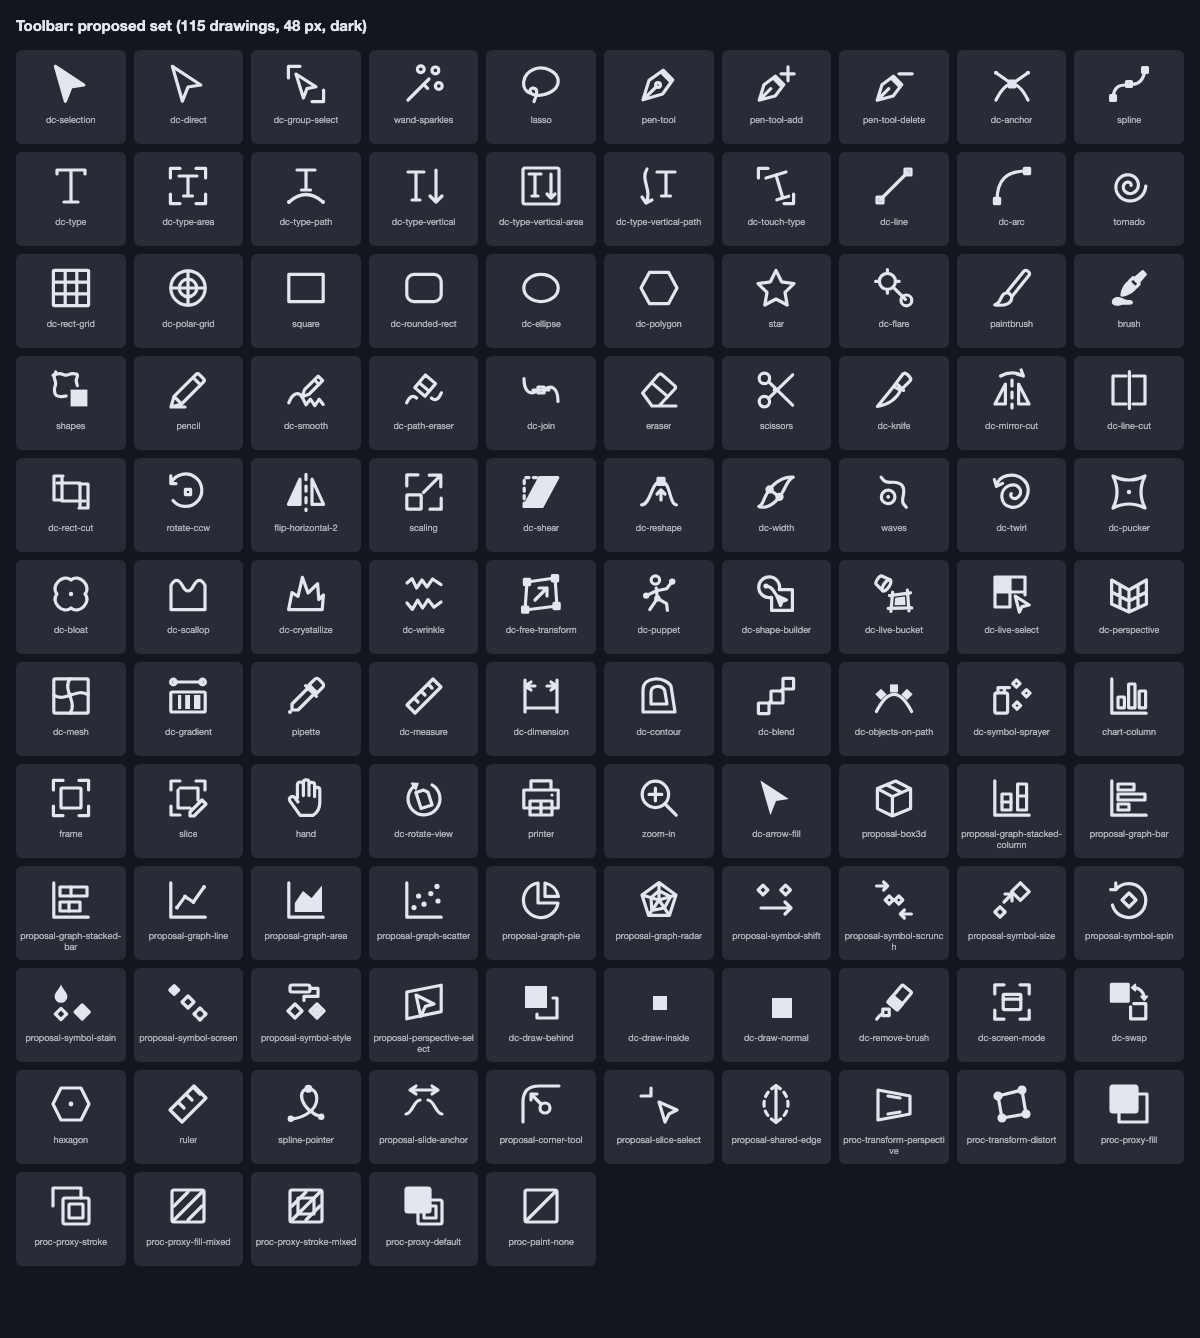 Toolbar: proposed set (115 drawings, 48 px, dark)
dc-selection
dc-direct
dc-group-select
wand-sparkles
lasso
pen-tool
pen-tool-add
pen-tool-delete
dc-anchor
spline
dc-type
dc-type-area
dc-type-path
dc-type-vertical
dc-type-vertical-area
dc-type-vertical-path
dc-touch-type
dc-line
dc-arc
tornado
dc-rect-grid
dc-polar-grid
square
dc-rounded-rect
dc-ellipse
dc-polygon
star
dc-flare
paintbrush
brush
shapes
pencil
dc-smooth
dc-path-eraser
dc-join
eraser
scissors
dc-knife
dc-mirror-cut
dc-line-cut
dc-rect-cut
rotate-ccw
flip-horizontal-2
scaling
dc-shear
dc-reshape
dc-width
waves
dc-twirl
dc-pucker
dc-bloat
dc-scallop
dc-crystallize
dc-wrinkle
dc-free-transform
dc-puppet
dc-shape-builder
dc-live-bucket
dc-live-select
dc-perspective
dc-mesh
dc-gradient
pipette
dc-measure
dc-dimension
dc-contour
dc-blend
dc-objects-on-path
dc-symbol-sprayer
chart-column
frame
slice
hand
dc-rotate-view
printer
zoom-in
dc-arrow-fill
proposal-box3d
proposal-graph-stacked-
column
proposal-graph-bar
proposal-graph-stacked-
bar
proposal-graph-line
proposal-graph-area
proposal-graph-scatter
proposal-graph-pie
proposal-graph-radar
proposal-symbol-shift
proposal-symbol-scrunc
h
proposal-symbol-size
proposal-symbol-spin
proposal-symbol-stain
proposal-symbol-screen
proposal-symbol-style
proposal-perspective-sel
ect
dc-draw-behind
dc-draw-inside
dc-draw-normal
dc-remove-brush
dc-screen-mode
dc-swap
hexagon
ruler
spline-pointer
proposal-slide-anchor
proposal-corner-tool
proposal-slice-select
proposal-shared-edge
proc-transform-perspecti
ve
proc-transform-distort
proc-proxy-fill
proc-proxy-stroke
proc-proxy-fill-mixed
proc-proxy-stroke-mixed
proc-proxy-default
proc-paint-none